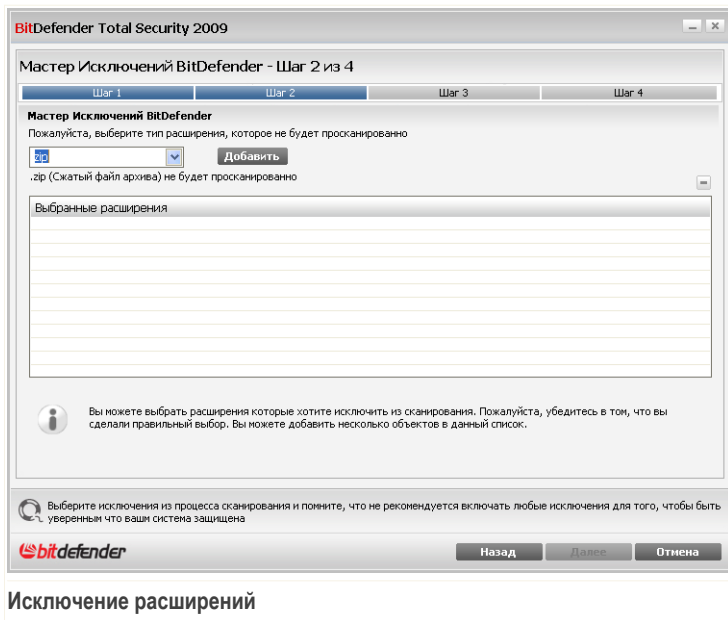 BitDefender Total Security 2009
Мастер Исключений BitDefender - Шаг 2 из 4
Шаг 1 Шаг 2 Шаг 3 Шаг 4
Мастер Исключений BitDefender
Пожалуйста, выберите тип расширения, которое не будет просканированно
zip Добавить
.zip (Сжатый файл архива) не будет просканированно
Выбранные расширения
Вы можете выбрать расширения которые хотите исключить из сканирования. Пожалуйста, убедитесь в том, что вы
сделали правильный выбор. Вы можете добавить несколько объектов в данный список.
Выберите исключения из процесса сканирования и помните, что не рекомендуется включать любые исключения для того, чтобы быть
уверенным что вашм система защищена
bitdefender Назад Далее Отмена
Исключение расширений